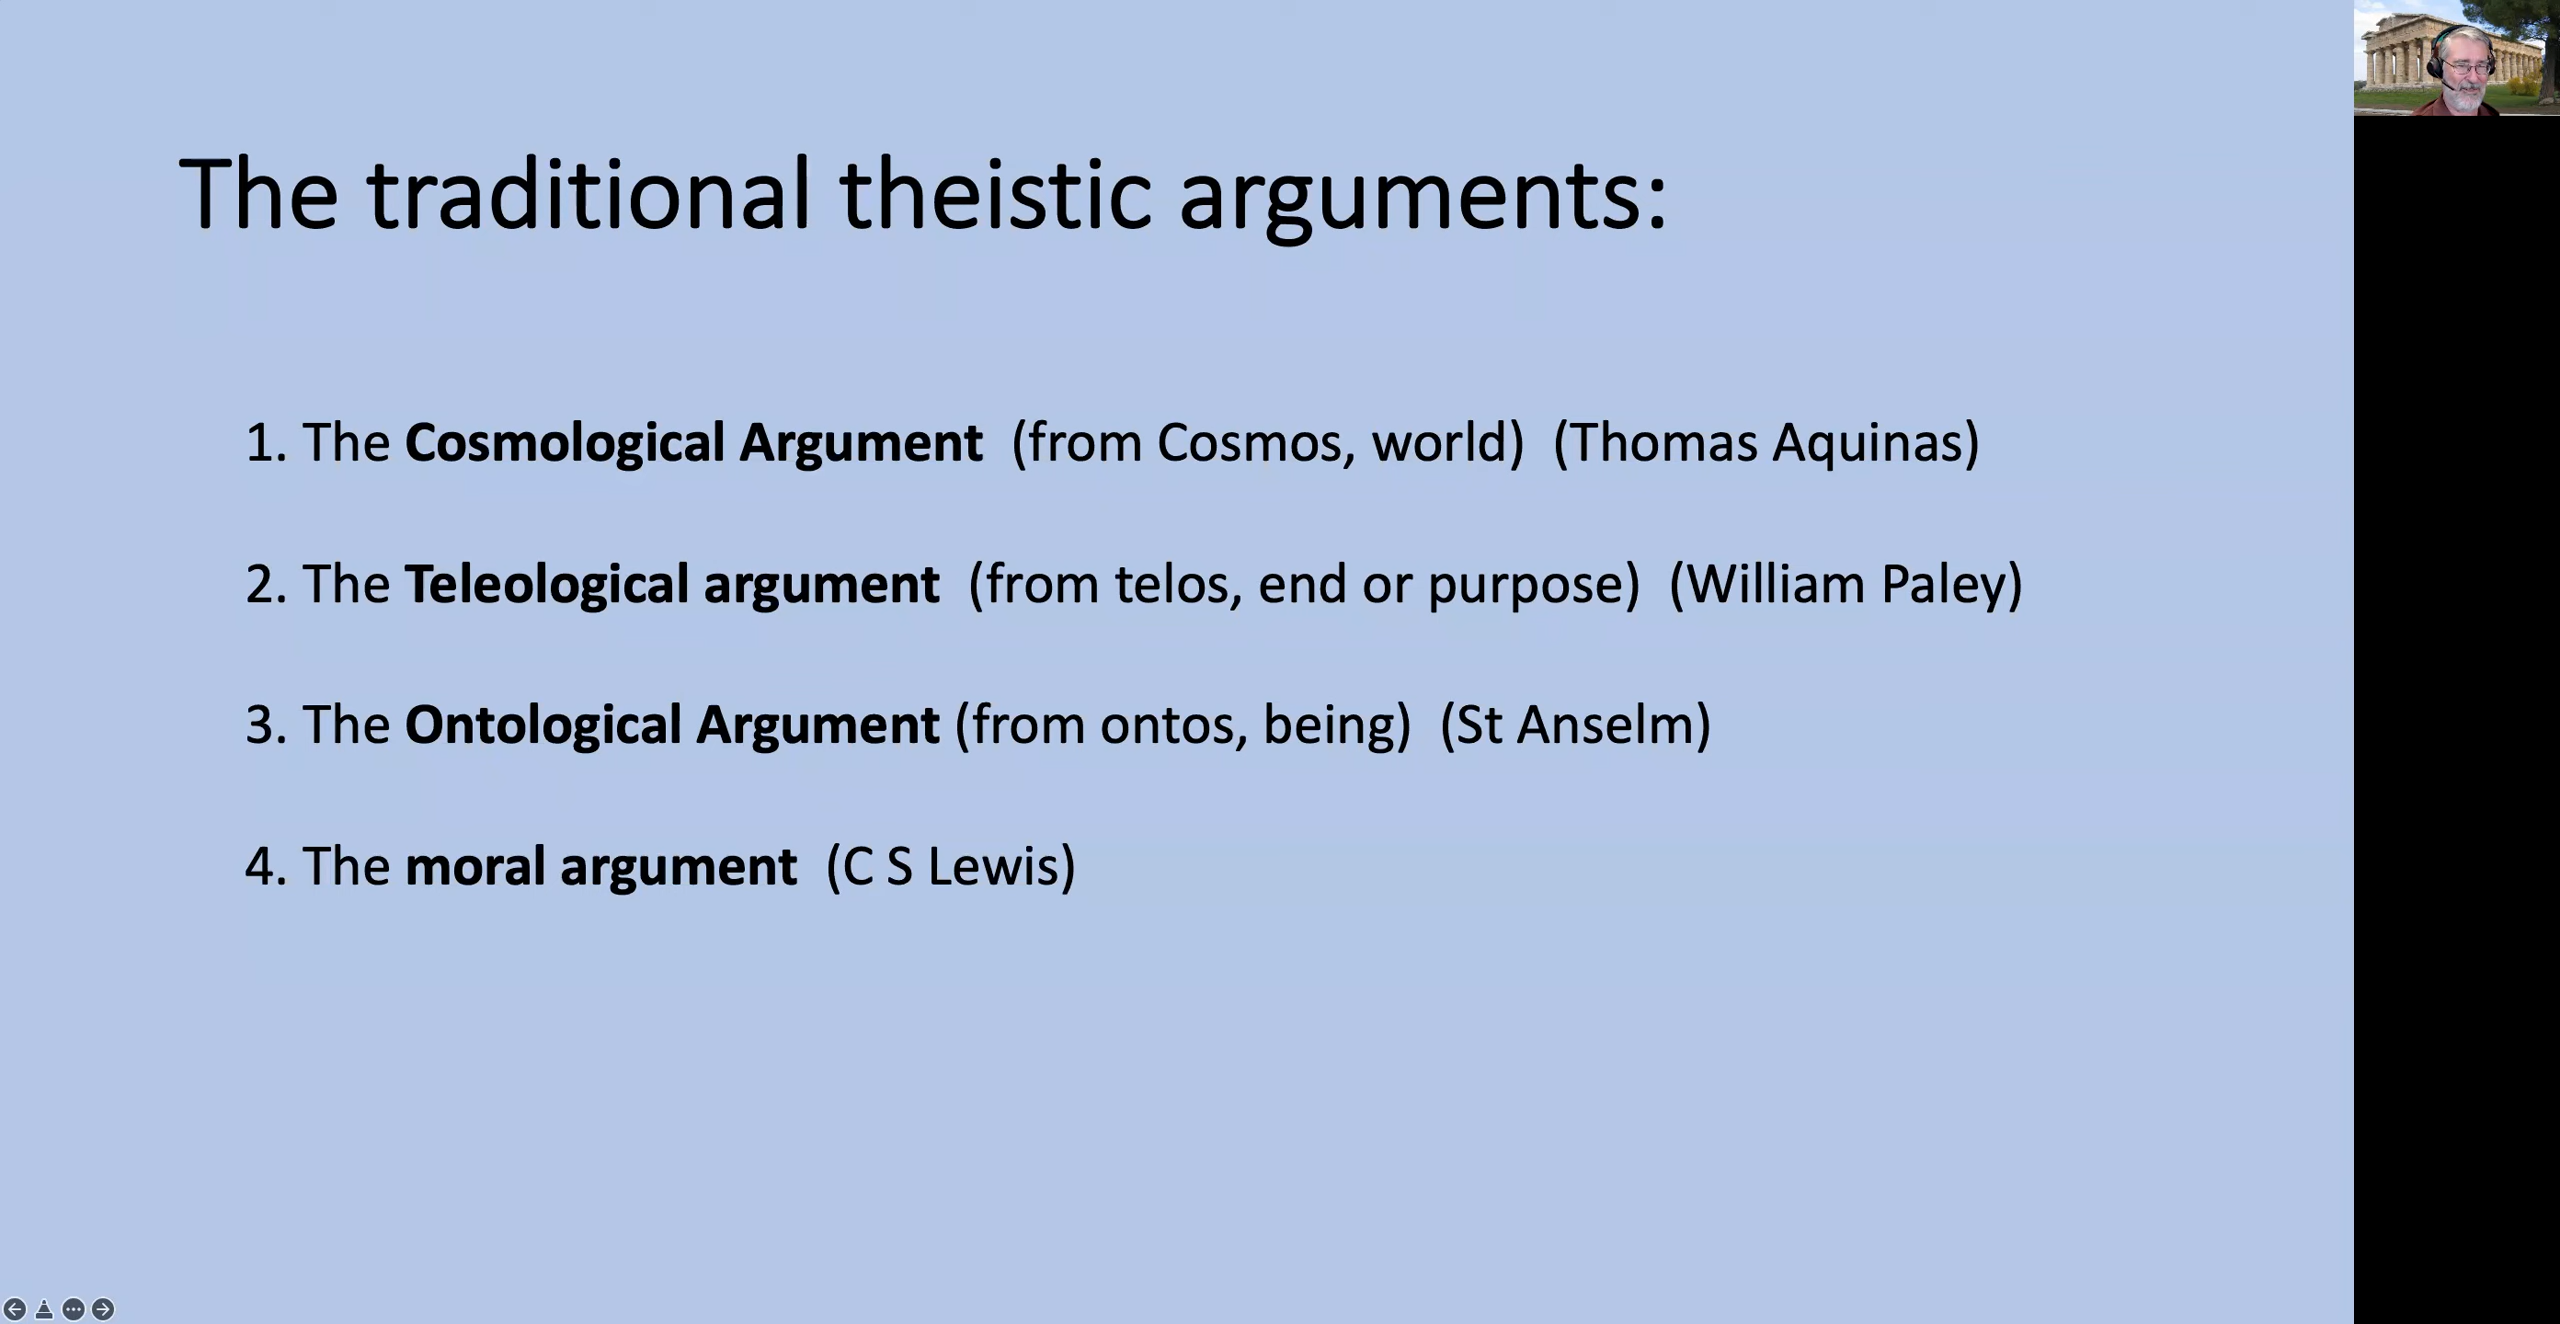 The traditional theistic arguments:
1. The Cosmological Argument (from Cosmos, world) (Thomas Aquinas)
2. The Teleological argument (from telos, end or purpose) (William Paley)
3. The Ontological Argument (from ontos, being) (St Anselm)
4. The moral argument (C S Lewis)